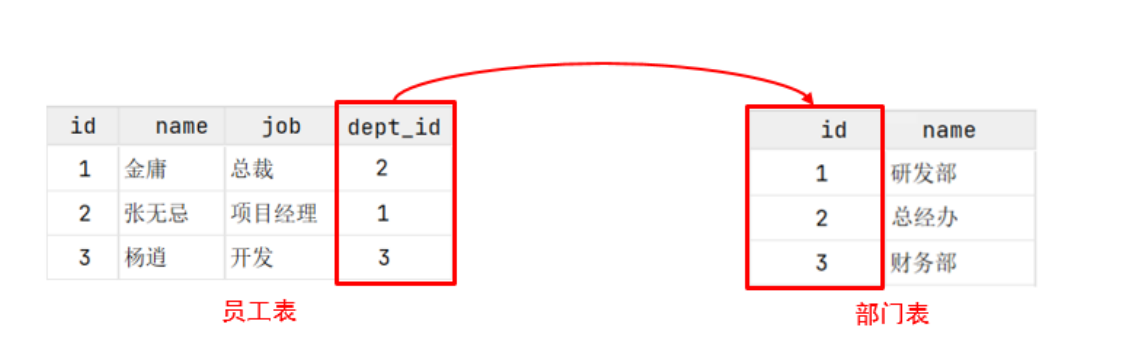 id name job dept_id
1 金庸 总裁 2
2 张无忌 项目经理 1
3 杨逍 开发 3
员工表
id name
1 研发部
2 总经办
3 财务部
部门表